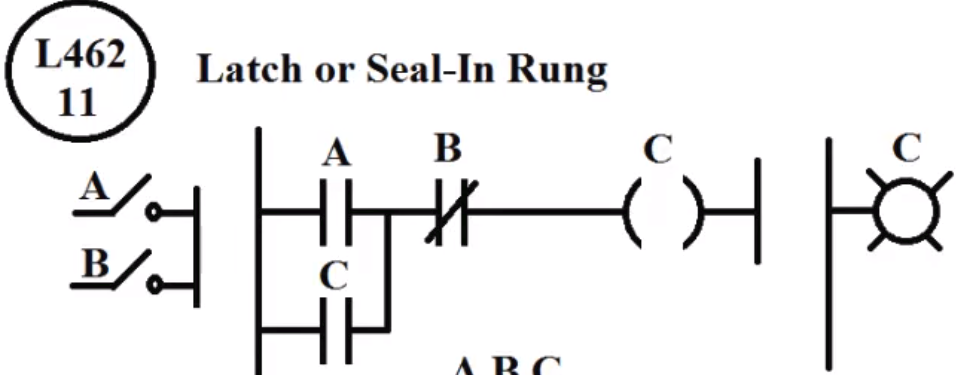 L462
11
Latch or Seal-In Rung
A B C C
A
B
C
A B C